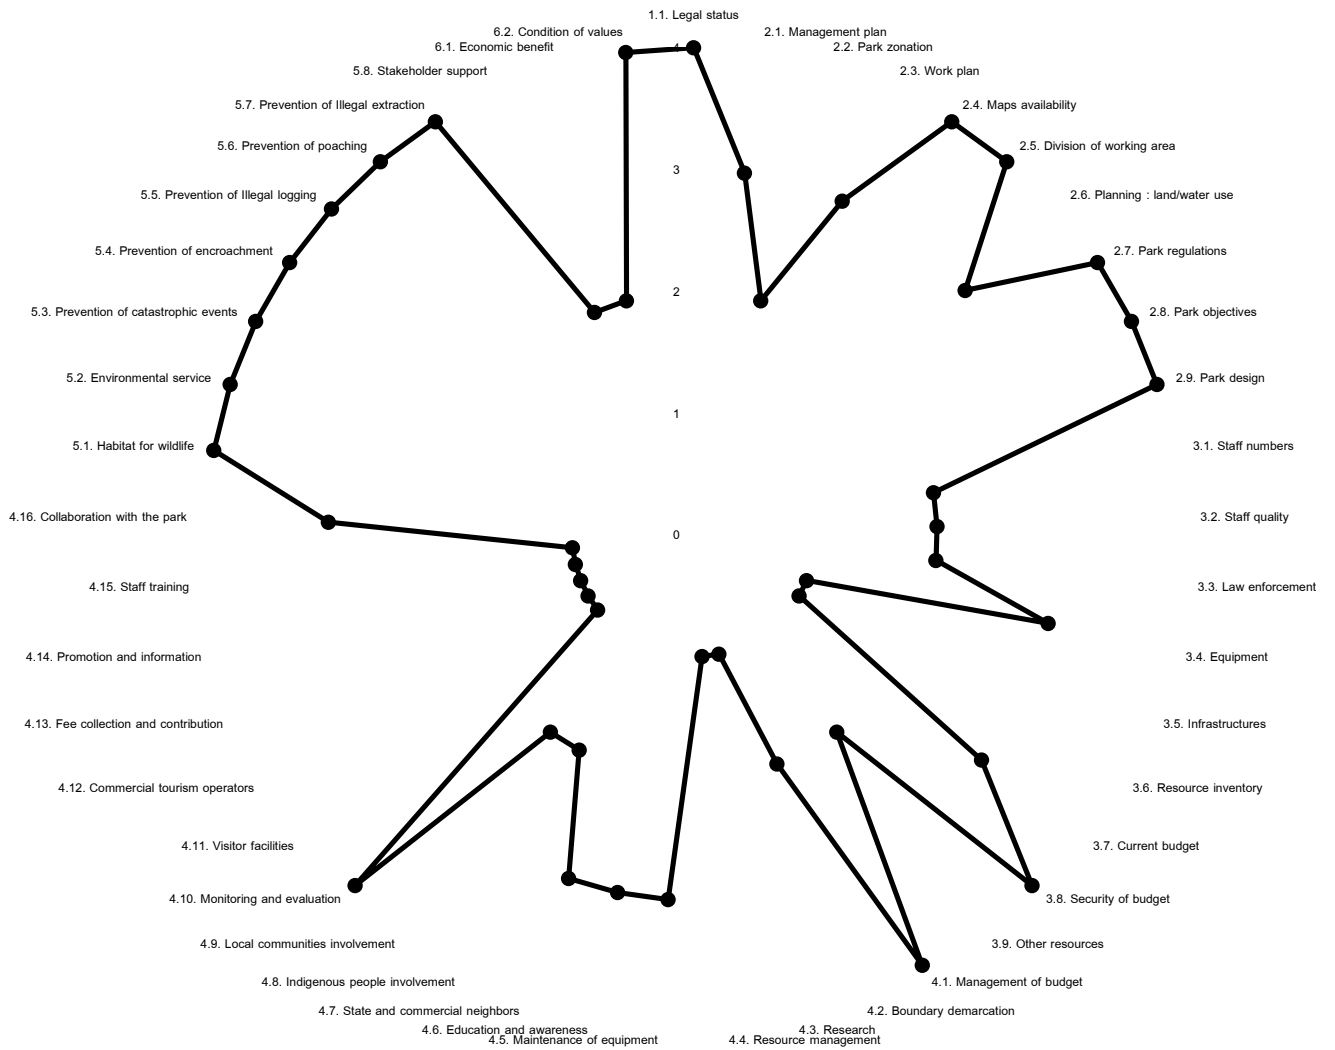 1.1. Legal status
2.1. Management plan
2.2. Park zonation
2.3. Work plan
2.4. Maps availability
2.5. Division of working area
2.6. Planning : land/water use
2.7. Park regulations
2.8. Park objectives
2.9. Park design
3.1. Staff numbers
3.2. Staff quality
3.3. Law enforcement
3.4. Equipment
3.5. Infrastructures
3.6. Resource inventory
3.7. Current budget
3.8. Security of budget
3.9. Other resources
4.1. Management of budget
4.2. Boundary demarcation
4.3. Research
4.4. Resource management
4.5. Maintenance of equipment
4.6. Education and awareness
4.7. State and commercial neighbors
4.8. Indigenous people involvement
4.9. Local communities involvement
4.10. Monitoring and evaluation
4.11. Visitor facilities
4.12. Commercial tourism operators
4.13. Fee collection and contribution
4.14. Promotion and information
4.15. Staff training
4.16. Collaboration with the park
5.1. Habitat for wildlife
5.2. Environmental service
5.3. Prevention of catastrophic events
5.4. Prevention of encroachment
5.5. Prevention of Illegal logging
5.6. Prevention of poaching
5.7. Prevention of Illegal extraction
5.8. Stakeholder support
6.1. Economic benefit
6.2. Condition of values
4
3
2
1
0